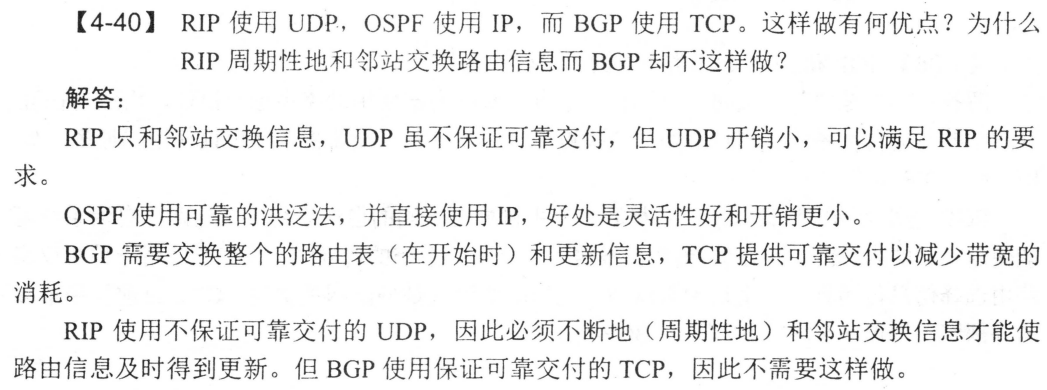 【4-40】 RIP 使用 UDP，OSPF 使用 IP，而 BGP 使用 TCP。这样做有何优点？为什么
RIP 周期性地和邻站交换路由信息而 BGP 却不这样做？
解答：
RIP 只和邻站交换信息，UDP 虽不保证可靠交付，但 UDP 开销小，可以满足 RIP 的要
求。
OSPF 使用可靠的洪泛法，并直接使用 IP，好处是灵活性好和开销更小。
BGP 需要交换整个的路由表（在开始时）和更新信息，TCP 提供可靠交付以减少带宽的
消耗。
RIP 使用不保证可靠交付的 UDP，因此必须不断地（周期性地）和邻站交换信息才能使
路由信息及时得到更新。但 BGP 使用保证可靠交付的 TCP，因此不需要这样做。